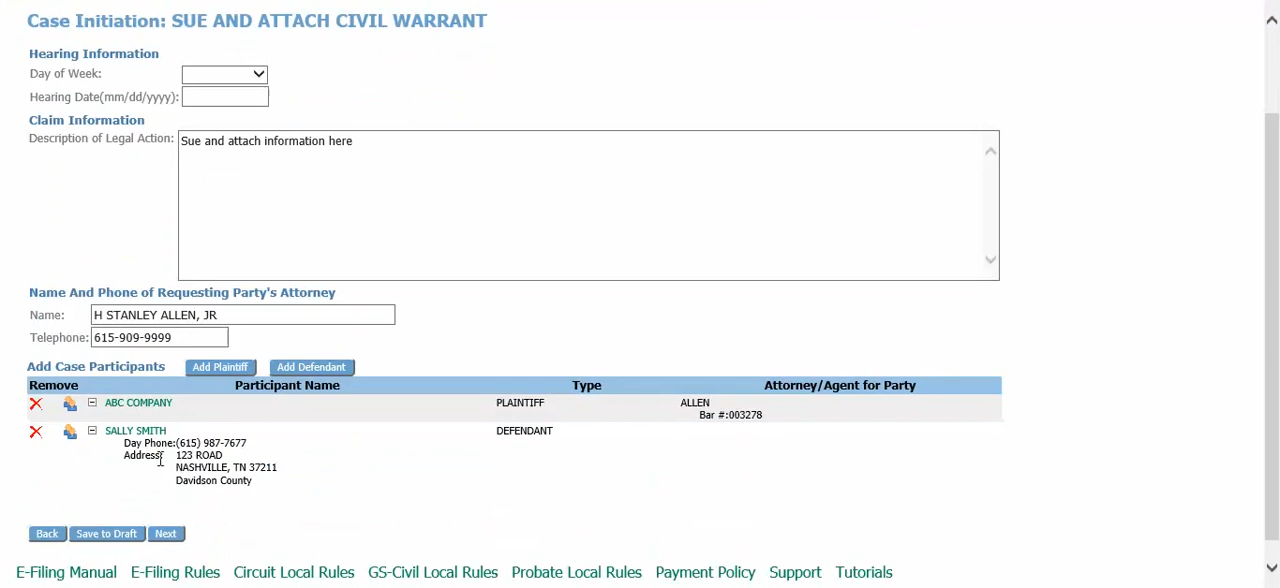 Case Initiation: SUE AND ATTACH CIVIL WARRANT
Hearing Information
Day of Week:
Hearing Date(mm/dd/yyyy):
Claim Information
Description of Legal Action: Sue and attach information here
Name And Phone of Requesting Party's Attorney
Name: H STANLEY ALLEN, JR
Telephone: 615-909-9999
Add Case Participants Add Plaintiff Add Defendant
Remove Participant Name Type Attorney/Agent for Party
ABC COMPANY PLAINTIFF ALLEN
Bar #:003278
SALLY SMITH DEFENDANT
Day Phone:(615) 987-7677
Address: 123 ROAD
NASHVILLE, TN 37211
Davidson County
Back Save to Draft Next
E-Filing Manual E-Filing Rules Circuit Local Rules GS-Civil Local Rules Probate Local Rules Payment Policy Support Tutorials